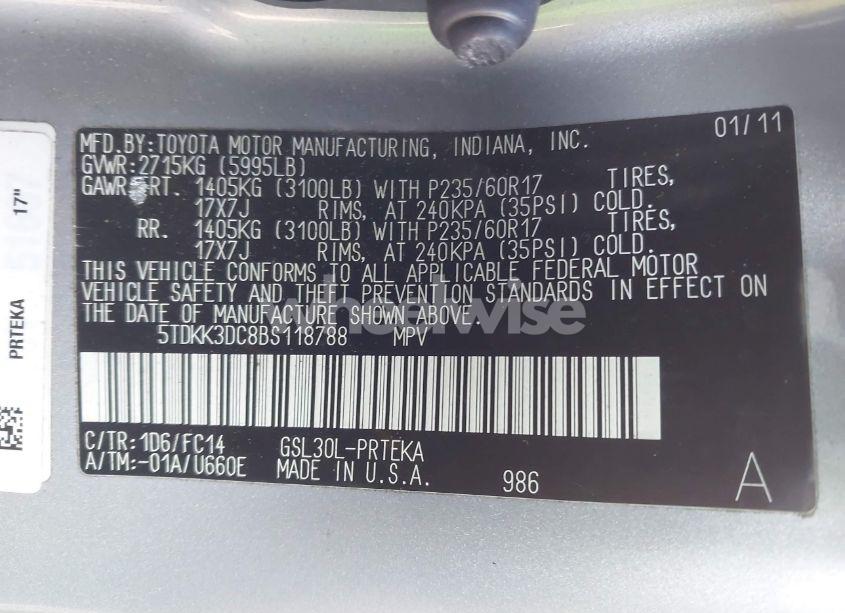 MFD.BY:TOYOTA MOTOR MANUFACTURING, INDIANA, INC. 01/11
GVWR:2715KG (5995LB)
GAWR FRT. 1405KG (3100LB) WITH P235/60R17 TIRES,
17X7J RIMS, AT 240KPA (35PSI) COLD.
RR. 1405KG (3100LB) WITH P235/60R17 TIRES,
17X7J RIMS, AT 240KPA (35PSI) COLD.
THIS VEHICLE CONFORMS TO ALL APPLICABLE FEDERAL MOTOR
VEHICLE SAFETY AND THEFT PREVENTION STANDARDS IN EFFECT ON
THE DATE OF MANUFACTURE SHOWN ABOVE.
5TDKK3DC8BS118788 MPV
C/TR:1D6/FC14 GSL30L-PRTEKA
A/TM:-01A/U660E MADE IN U.S.A. 986 A
PRTEKA 17"
wheelwise